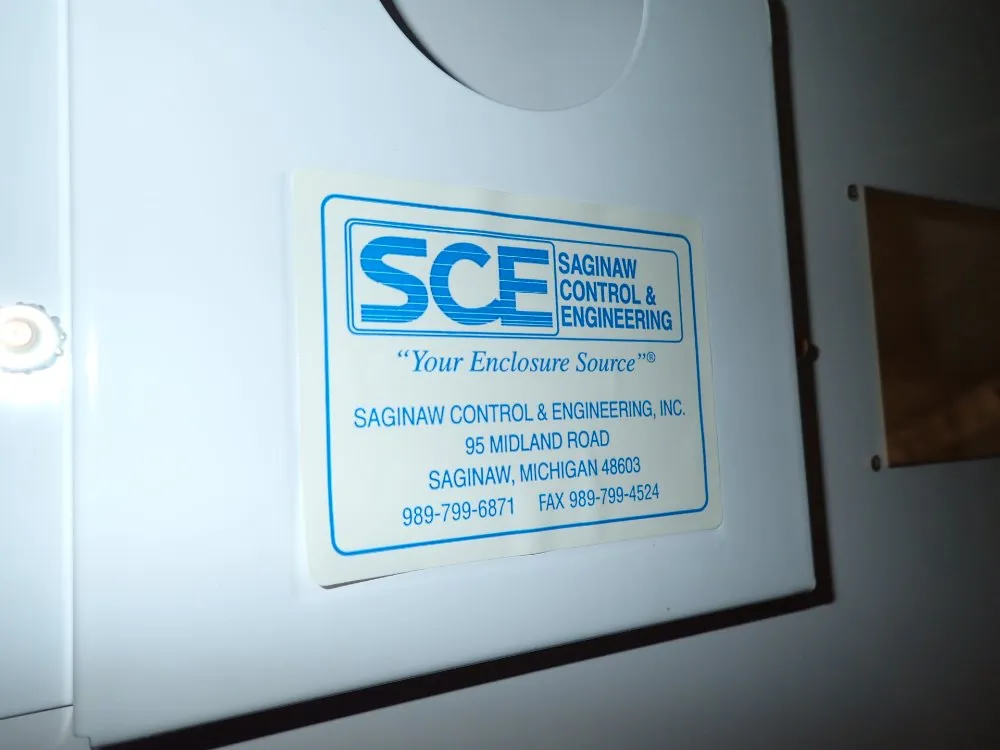 SCE
SAGINAW
CONTROL &
ENGINEERING
“Your Enclosure Source”®
SAGINAW CONTROL & ENGINEERING, INC.
95 MIDLAND ROAD
SAGINAW, MICHIGAN 48603
989-799-6871 FAX 989-799-4524